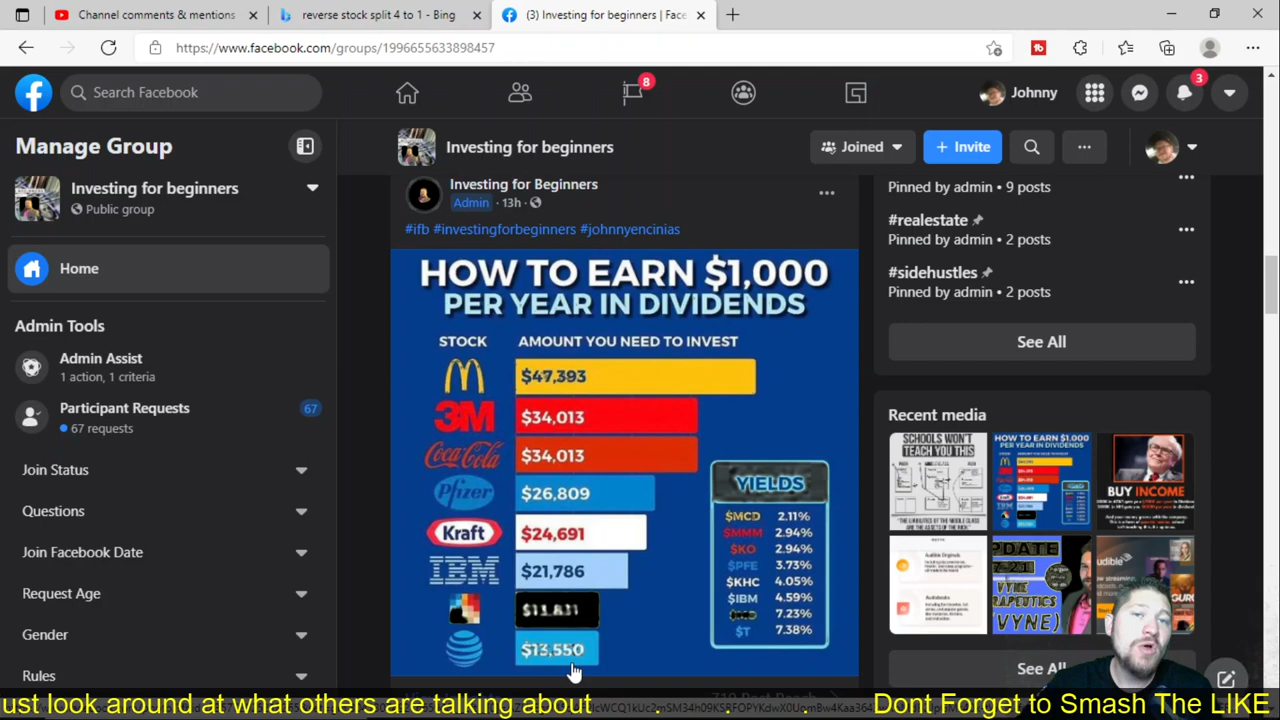 Channel comments & mentions
reverse stock split 4 to 1 - Bing
(3) Investing for beginners | Face
https://www.facebook.com/groups/1996655633898457
Search Facebook
8
Johnny
3
Manage Group
Investing for beginners
Public group
Home
Admin Tools
Admin Assist
1 action, 1 criteria
Participant Requests
67
67 requests
Join Status
Questions
Join Facebook Date
Request Age
Gender
Rules
Investing for beginners
Joined
+ Invite
Investing for Beginners
Admin · 13h ·
#ifb #investingforbeginners #johnnyencinias
HOW TO EARN $1,000
PER YEAR IN DIVIDENDS
STOCK AMOUNT YOU NEED TO INVEST
$47,393
3M $34,013
Coca-Cola $34,013
Pfizer $26,809
Kraft $24,691
IBM $21,786
$13,550
YIELDS
$MCD 2.11%
$MMM 2.94%
$KO 2.94%
$PFE 3.73%
$KHC 4.05%
$IBM 4.59%
7.23%
$T 7.38%
Pinned by admin • 9 posts
#realestate
Pinned by admin • 2 posts
#sidehustles
Pinned by admin • 2 posts
See All
Recent media
SCHOOLS WON'T
TEACH YOU THIS
HOW TO EARN $1,000
BUY INCOME
Audible Originals
Audiobooks
PDATE
VYNE)
audible
See All
ust look around at what others are talking about . . . Dont Forget to Smash The LIKE